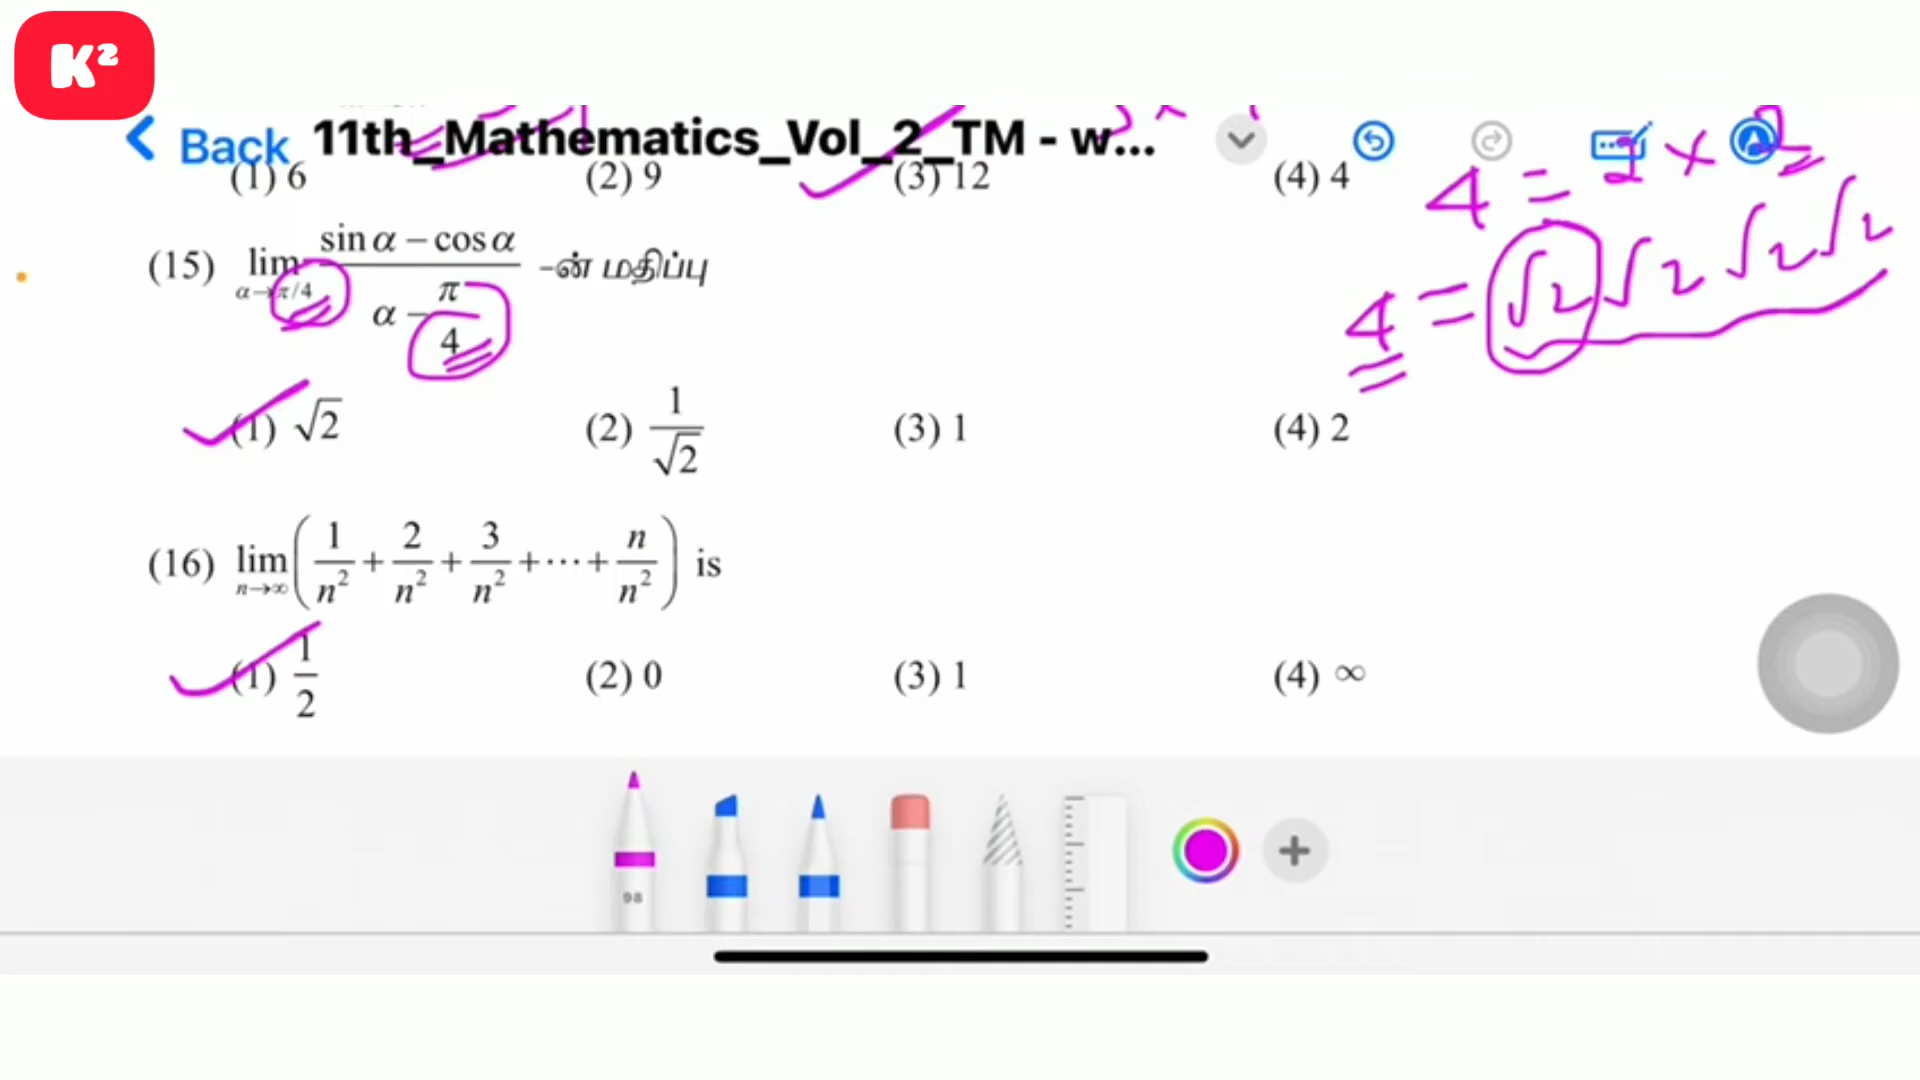 K²
Back 11th_Mathematics_Vol_2_TM - w...
(1) 6 (2) 9 (3) 12 (4) 4
4 = 2 × 2
(15) lim α→π/4 (sin α − cos α)/(α − π/4) -ன் மதிப்பு
4 = √2 √2 √2 √2
(1) √2 (2) 1/√2 (3) 1 (4) 2
(16) lim n→∞ (1/n² + 2/n² + 3/n² + ⋯ + n/n²) is
(1) 1/2 (2) 0 (3) 1 (4) ∞
98